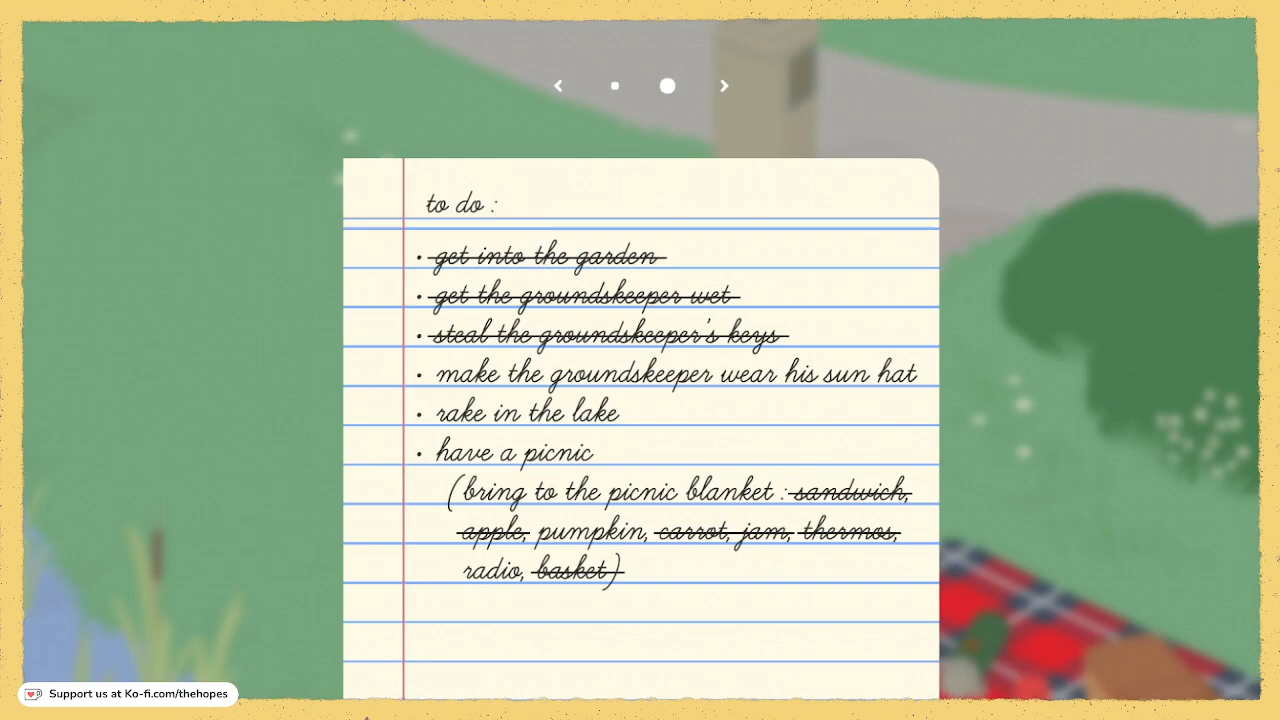 to do :
• get into the garden
• get the groundskeeper wet
• steal the groundskeeper's keys
• make the groundskeeper wear his sun hat
• rake in the lake
• have a picnic
(bring to the picnic blanket : sandwich,
apple, pumpkin, carrot, jam, thermos,
radio, basket)
Support us at Ko-fi.com/thehopes